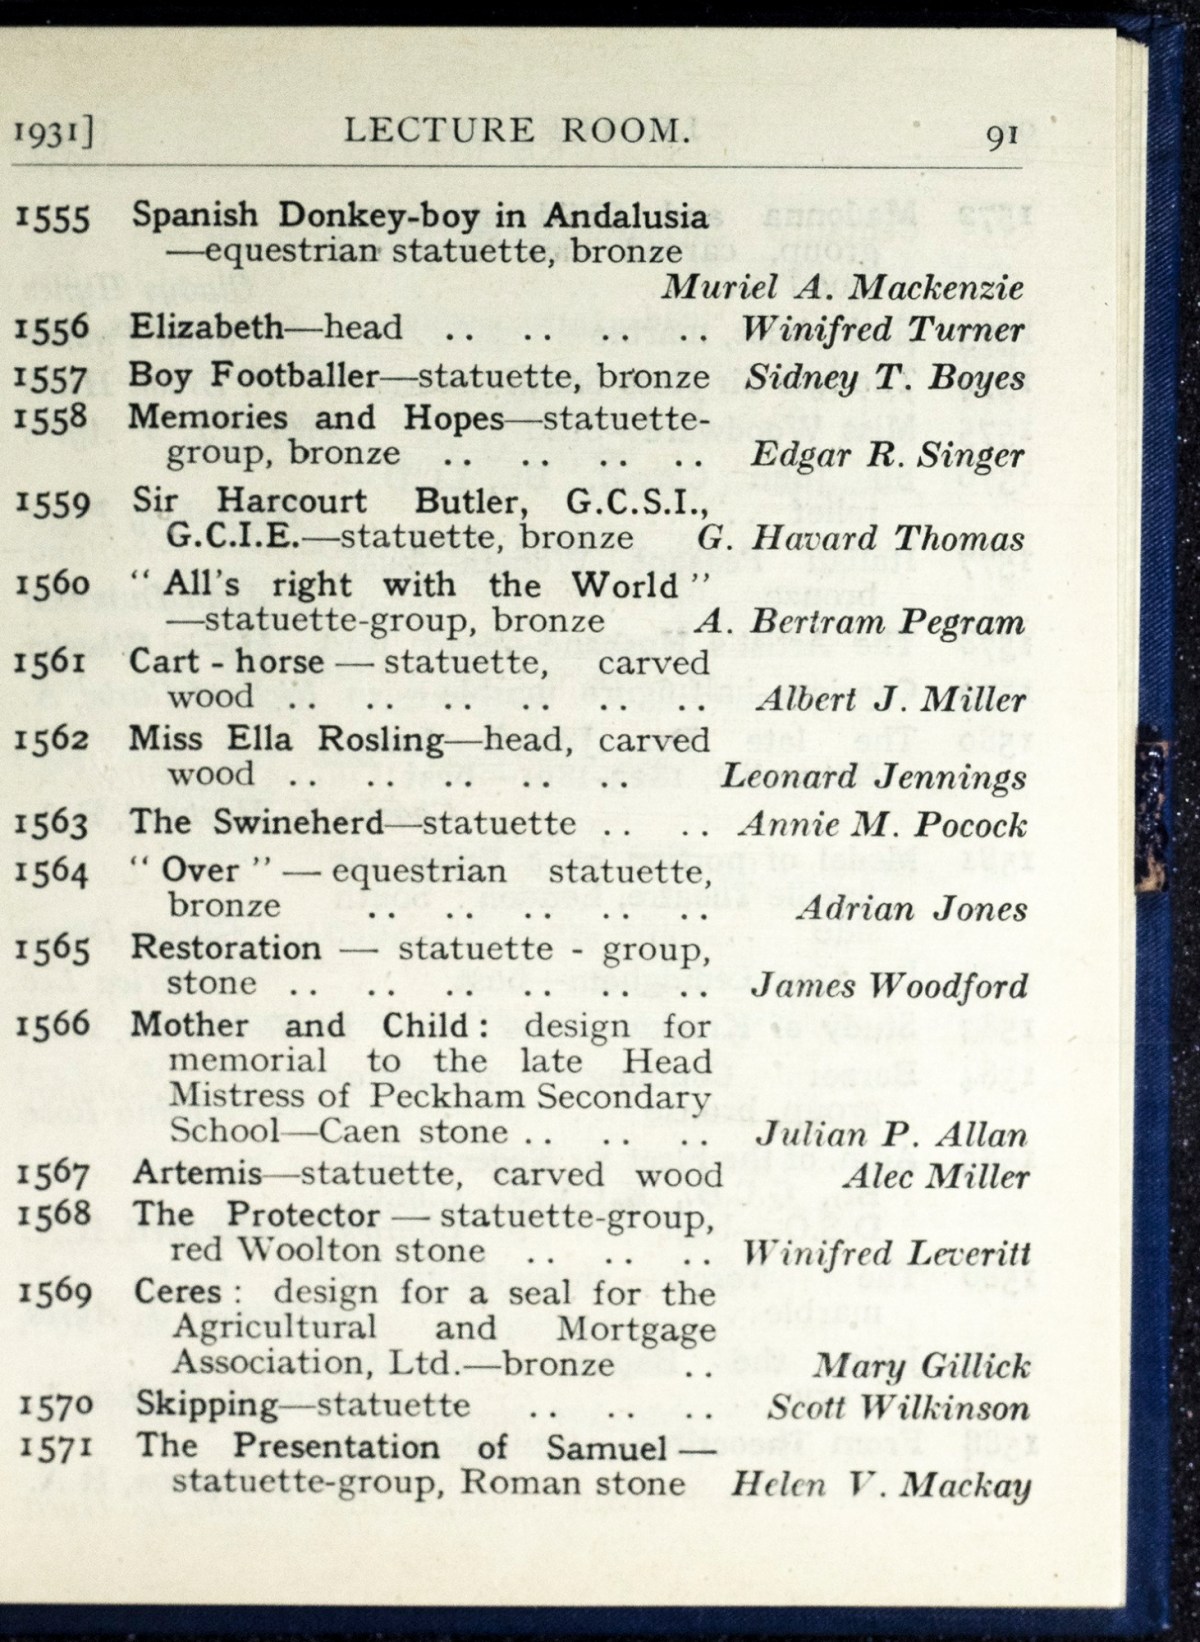 1931] LECTURE ROOM. 91
1555 Spanish Donkey-boy in Andalusia
—equestrian statuette, bronze
Muriel A. Mackenzie
1556 Elizabeth—head .. .. .. .. Winifred Turner
1557 Boy Footballer—statuette, bronze Sidney T. Boyes
1558 Memories and Hopes—statuette-
group, bronze .. .. .. .. Edgar R. Singer
1559 Sir Harcourt Butler, G.C.S.I.,
G.C.I.E.—statuette, bronze G. Havard Thomas
1560 “ All's right with the World ”
—statuette-group, bronze A. Bertram Pegram
1561 Cart - horse — statuette, carved
wood .. .. .. .. .. .. Albert J. Miller
1562 Miss Ella Rosling—head, carved
wood .. .. .. .. .. Leonard Jennings
1563 The Swineherd—statuette .. .. Annie M. Pocock
1564 “ Over ” — equestrian statuette,
bronze .. .. .. .. .. Adrian Jones
1565 Restoration — statuette - group,
stone .. .. .. .. .. .. James Woodford
1566 Mother and Child : design for
memorial to the late Head
Mistress of Peckham Secondary
School—Caen stone .. .. .. Julian P. Allan
1567 Artemis—statuette, carved wood Alec Miller
1568 The Protector — statuette-group,
red Woolton stone .. .. .. Winifred Leveritt
1569 Ceres : design for a seal for the
Agricultural and Mortgage
Association, Ltd.—bronze .. Mary Gillick
1570 Skipping—statuette .. .. .. Scott Wilkinson
1571 The Presentation of Samuel —
statuette-group, Roman stone Helen V. Mackay